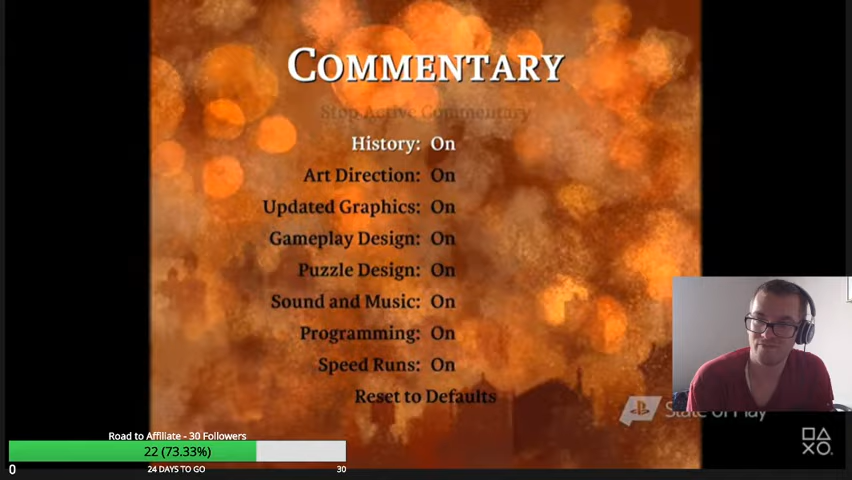 COMMENTARY
Stop Active Commentary
History: On
Art Direction: On
Updated Graphics: On
Gameplay Design: On
Puzzle Design: On
Sound and Music: On
Programming: On
Speed Runs: On
Reset to Defaults
State of Play
Road to Affiliate - 30 Followers
22 (73.33%)
0
24 DAYS TO GO
30